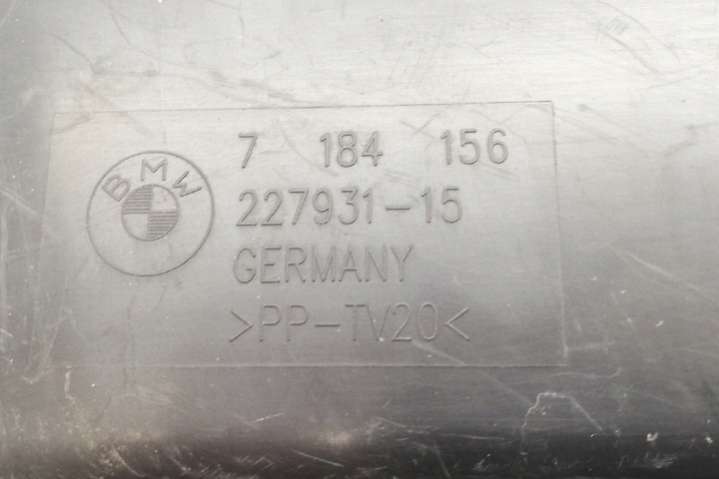 BMW
7 184 156
227931-15
GERMANY
>PP-TV20<